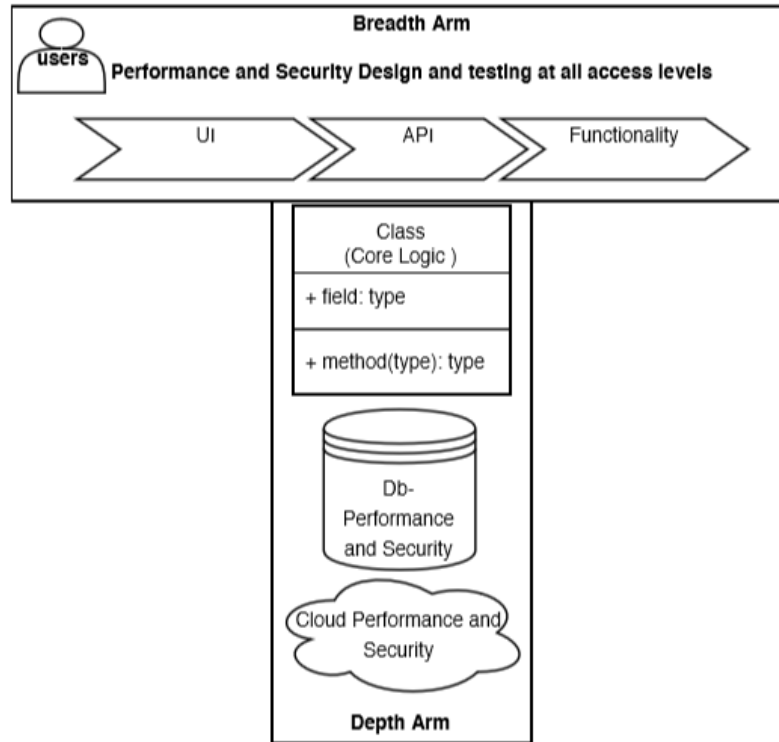 Breadth Arm
users
Performance and Security Design and testing at all access levels
UI
API
Functionality
Class
(Core Logic )
+ field: type
+ method(type): type
Db-
Performance
and Security
Cloud Performance and
Security
Depth Arm